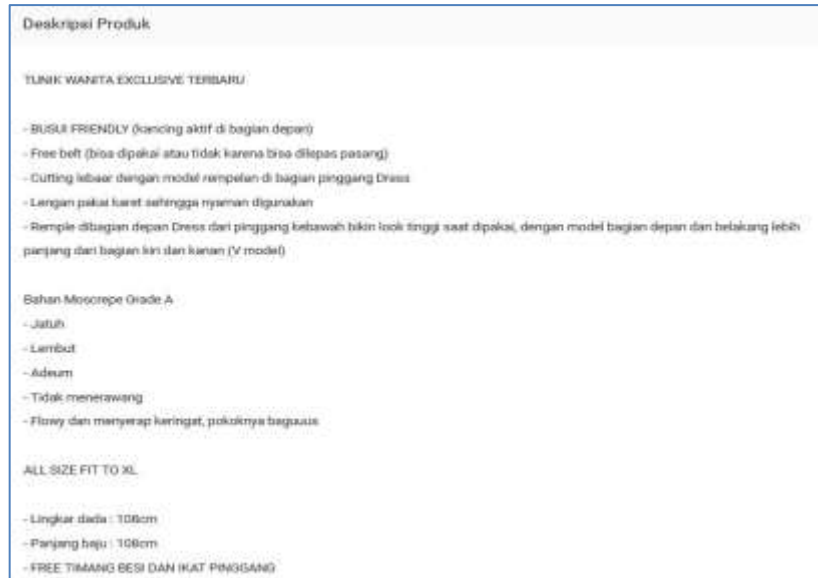 Deskripsi Produk
TUNIK WANITA EXCLUSIVE TERBARU
- BUSUI FRIENDLY (kancing aktif di bagian depan)
- Free belt (bisa dipakai atau tidak karena bisa dilepas pasang)
- Cutting lebaar dengan model rempelan di bagian pinggang Drass
- Lengan pakai karet sehingga nyaman digunakan
- Remple dibagian depan Dress dari pinggang kebawah bikin look tinggi saat dipakai, dengan model bagian depan dan belakang lebih
panjang dari bagian kiri dan kanan (V model)
Bahan Moscrepe Grade A
- Jatuh
- Lembut
- Adeum
- Tidak menerawang
- Flowy dan menyerap keringat, pokoknya baguuus
ALL SIZE FIT TO XL
- Lingkar dada :
- Panjang baju :
- FREE TIMANG BESI DAN IKAT PINGGANG